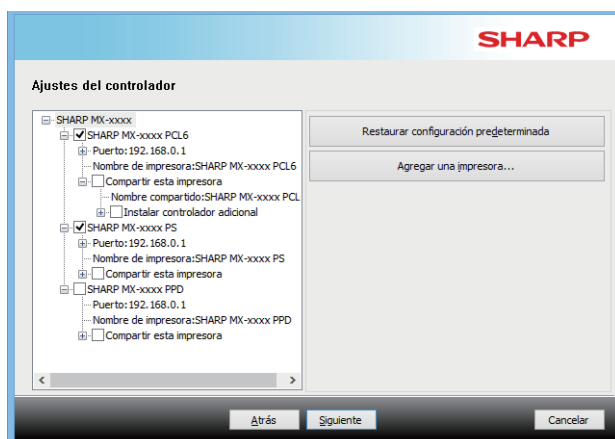 SHARP
Ajustes del controlador
SHARP MX-xxxx
SHARP MX-xxxx PCL6
Puerto:192.168.0.1
Nombre de impresora:SHARP MX-xxxx PCL6
Compartir esta impresora
Nombre compartido:SHARP MX-xxxx PCL
Instalar controlador adicional
SHARP MX-xxxx PS
Puerto:192.168.0.1
Nombre de impresora:SHARP MX-xxxx PS
Compartir esta impresora
SHARP MX-xxxx PPD
Puerto:192.168.0.1
Nombre de impresora:SHARP MX-xxxx PPD
Compartir esta impresora
Restaurar configuración predeterminada
Agregar una impresora...
Atrás
Siguiente
Cancelar